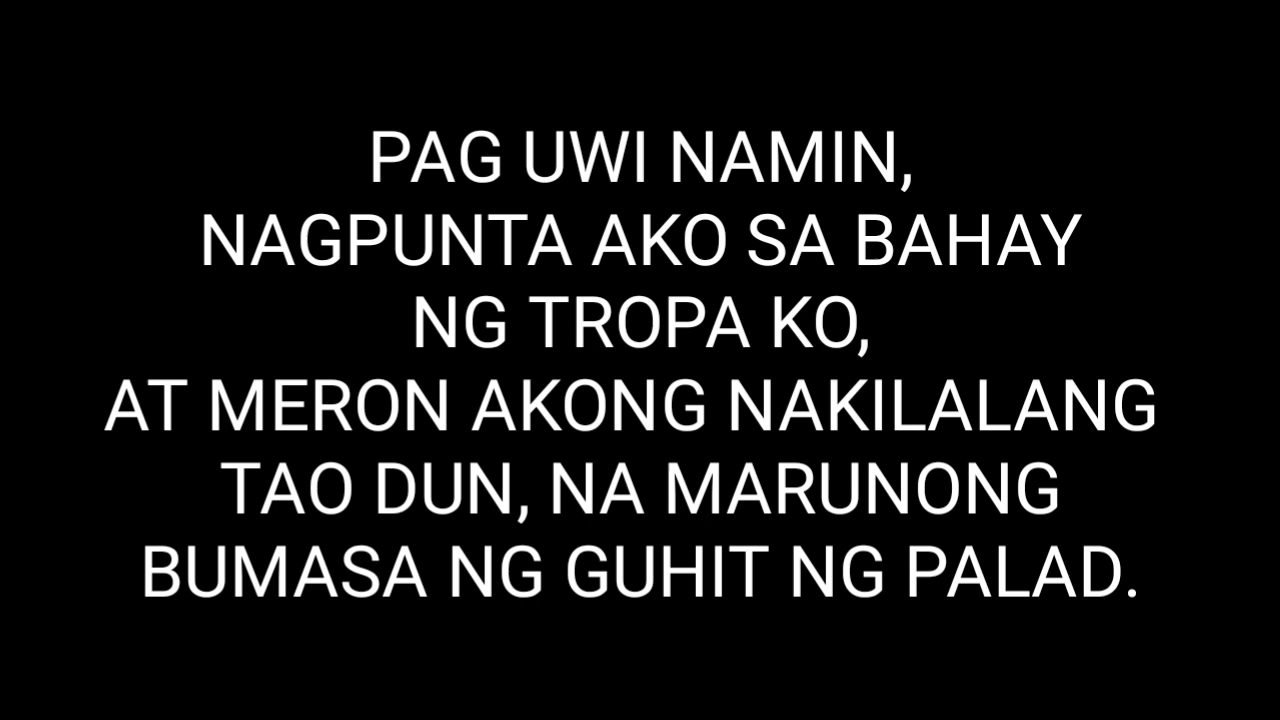 PAG UWI NAMIN,
NAGPUNTA AKO SA BAHAY
NG TROPA KO,
AT MERON AKONG NAKILALANG
TAO DUN, NA MARUNONG
BUMASA NG GUHIT NG PALAD.